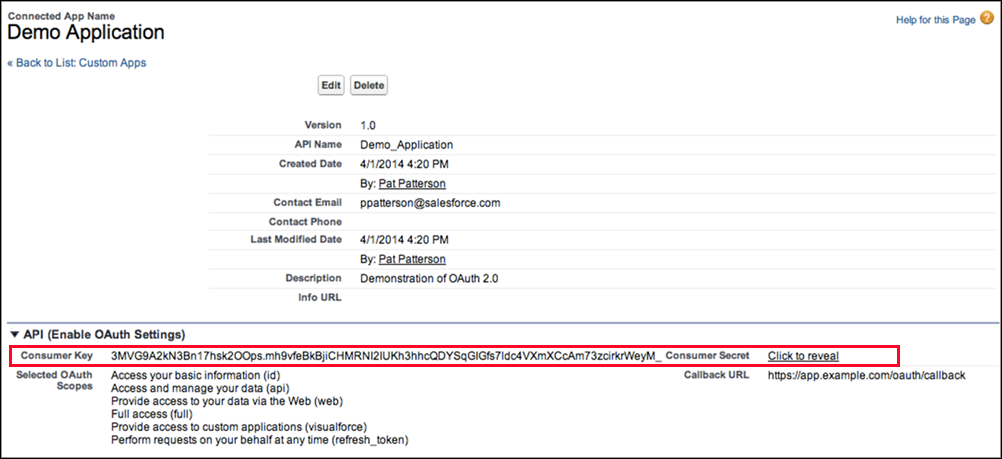 Connected App Name
Demo Application
Help for this Page ?
« Back to List: Custom Apps
Edit Delete
Version 1.0
API Name Demo_Application
Created Date 4/1/2014 4:20 PM
By: Pat Patterson
Contact Email ppatterson@salesforce.com
Contact Phone
Last Modified Date 4/1/2014 4:20 PM
By: Pat Patterson
Description Demonstration of OAuth 2.0
Info URL
API (Enable OAuth Settings)
Consumer Key 3MVG9A2kN3Bn17hsk2OOps.mh9vfeBkBjiCHMRNI2IUKh3hhcQDYSqGIGfs7Idc4VXmXCcAm73zcirkrWeyM_ Consumer Secret Click to reveal
Selected OAuth Scopes Access your basic information (id) Callback URL https://app.example.com/oauth/callback
Access and manage your data (api)
Provide access to your data via the Web (web)
Full access (full)
Provide access to custom applications (visualforce)
Perform requests on your behalf at any time (refresh_token)